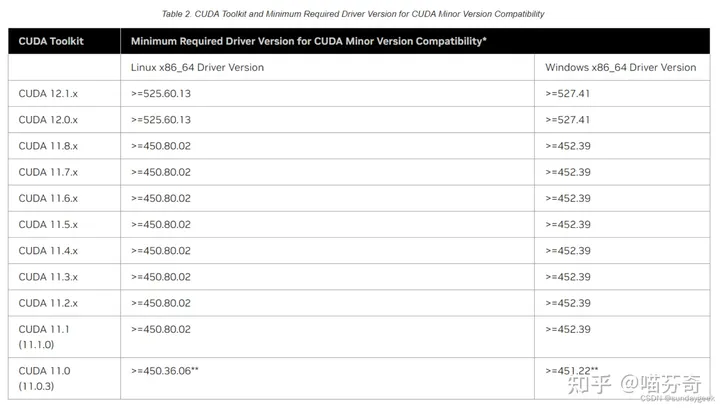 Table 2. CUDA Toolkit and Minimum Required Driver Version for CUDA Minor Version Compatibility
CUDA Toolkit Minimum Required Driver Version for CUDA Minor Version Compatibility*
Linux x86_64 Driver Version Windows x86_64 Driver Version
CUDA 12.1.x >=525.60.13 >=527.41
CUDA 12.0.x >=525.60.13 >=527.41
CUDA 11.8.x >=450.80.02 >=452.39
CUDA 11.7.x >=450.80.02 >=452.39
CUDA 11.6.x >=450.80.02 >=452.39
CUDA 11.5.x >=450.80.02 >=452.39
CUDA 11.4.x >=450.80.02 >=452.39
CUDA 11.3.x >=450.80.02 >=452.39
CUDA 11.2.x >=450.80.02 >=452.39
CUDA 11.1 >=450.80.02 >=452.39
(11.1.0)
CUDA 11.0 >=450.36.06** >=451.22**
(11.0.3)
知乎 @喵芬奇
CSDN @sundaygeek